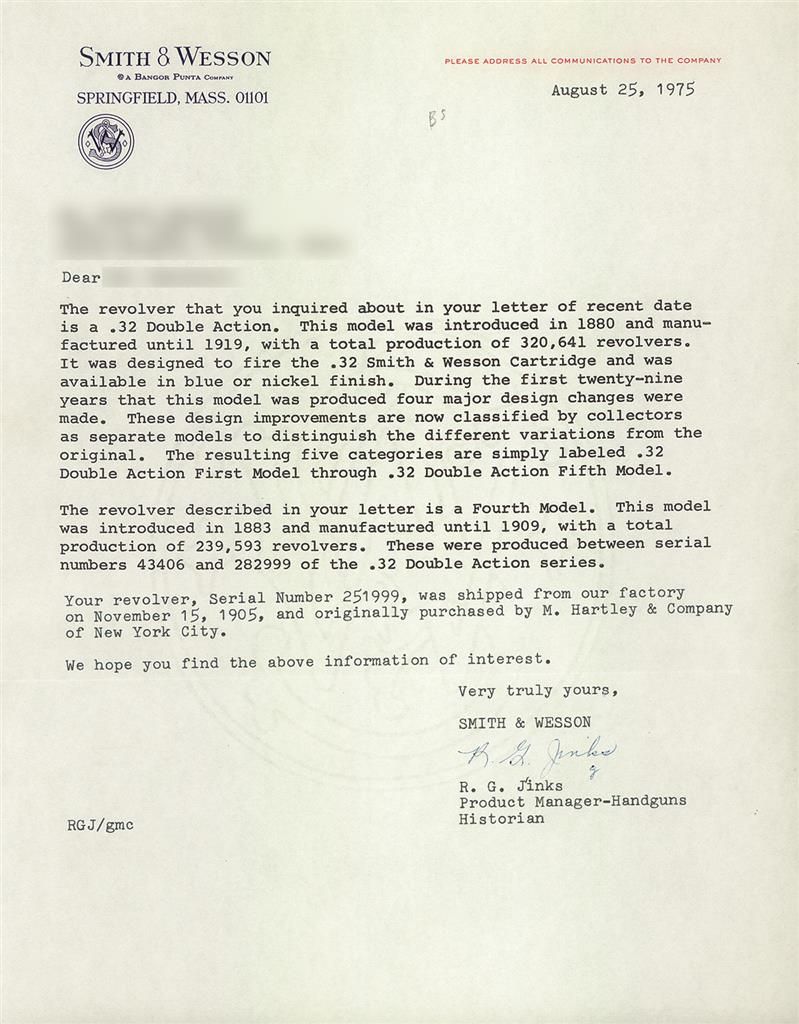 SMITH & WESSON
PLEASE ADDRESS ALL COMMUNICATIONS TO THE COMPANY
A BANGOR PUNTA COMPANY
SPRINGFIELD, MASS. 01101
August 25, 1975
BS
Dear
The revolver that you inquired about in your letter of recent date
is a .32 Double Action.  This model was introduced in 1880 and manu-
factured until 1919, with a total production of 320,641 revolvers.
It was designed to fire the .32 Smith & Wesson Cartridge and was
available in blue or nickel finish.  During the first twenty-nine
years that this model was produced four major design changes were
made.  These design improvements are now classified by collectors
as separate models to distinguish the different variations from the
original.  The resulting five categories are simply labeled .32
Double Action First Model through .32 Double Action Fifth Model.
The revolver described in your letter is a Fourth Model.  This model
was introduced in 1883 and manufactured until 1909, with a total
production of 239,593 revolvers.  These were produced between serial
numbers 43406 and 282999 of the .32 Double Action series.
Your revolver, Serial Number 251999, was shipped from our factory
on November 15, 1905, and originally purchased by M. Hartley & Company
of New York City.
We hope you find the above information of interest.
Very truly yours,
SMITH & WESSON
R. G. Jinks
g
R. G. Jinks
Product Manager-Handguns
Historian
RGJ/gmc